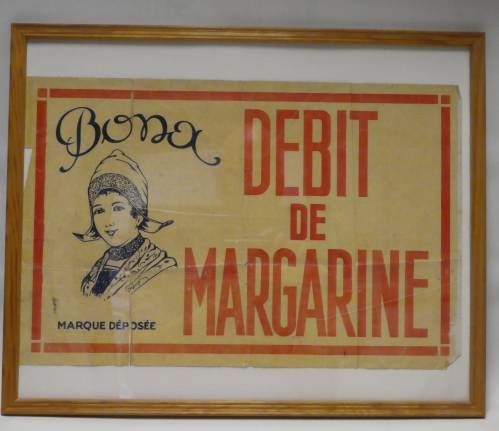 Bona
DEBIT
DE
MARGARINE
MARQUE DÉPOSÉE